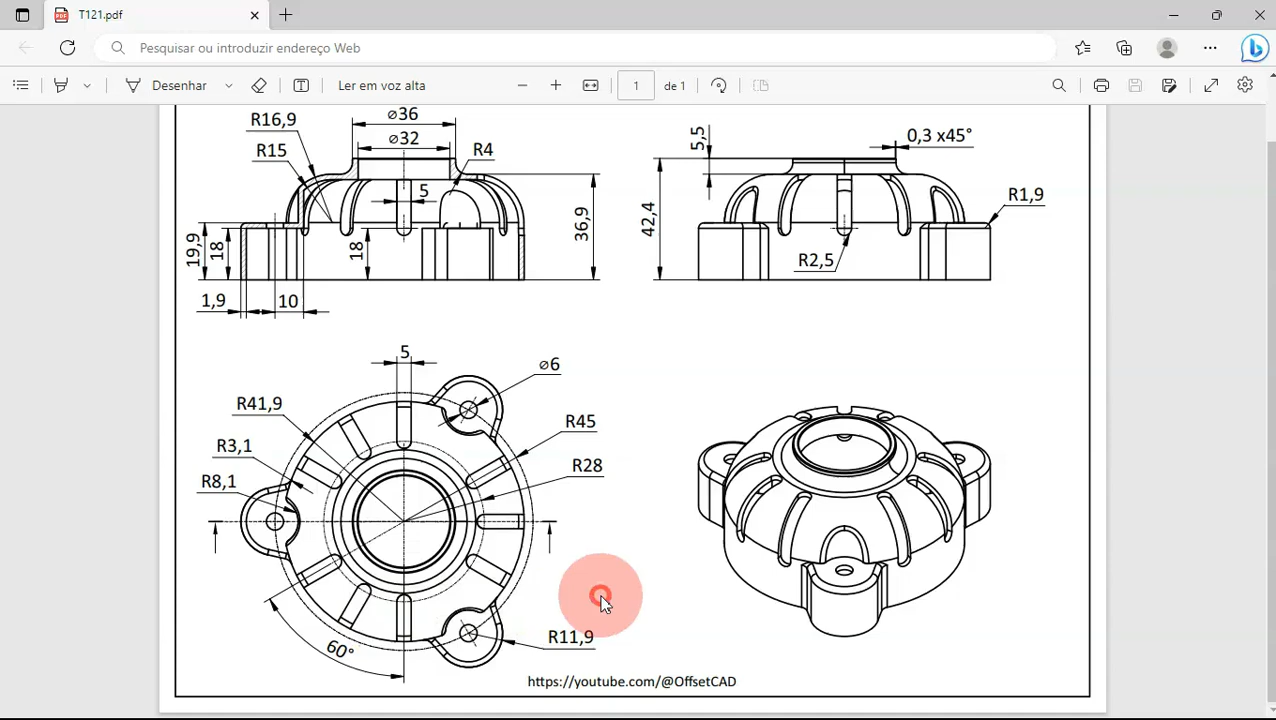 T121.pdf
Pesquisar ou introduzir endereço Web
Desenhar
Ler em voz alta
1
de 1
R16,9
R15
⌀36
⌀32
R4
5
36,9
19,9
18
18
1,9
10
5,5
0,3 x45°
42,4
R1,9
R2,5
5
⌀6
R41,9
R45
R3,1
R28
R8,1
R11,9
60°
https://youtube.com/@OffsetCAD